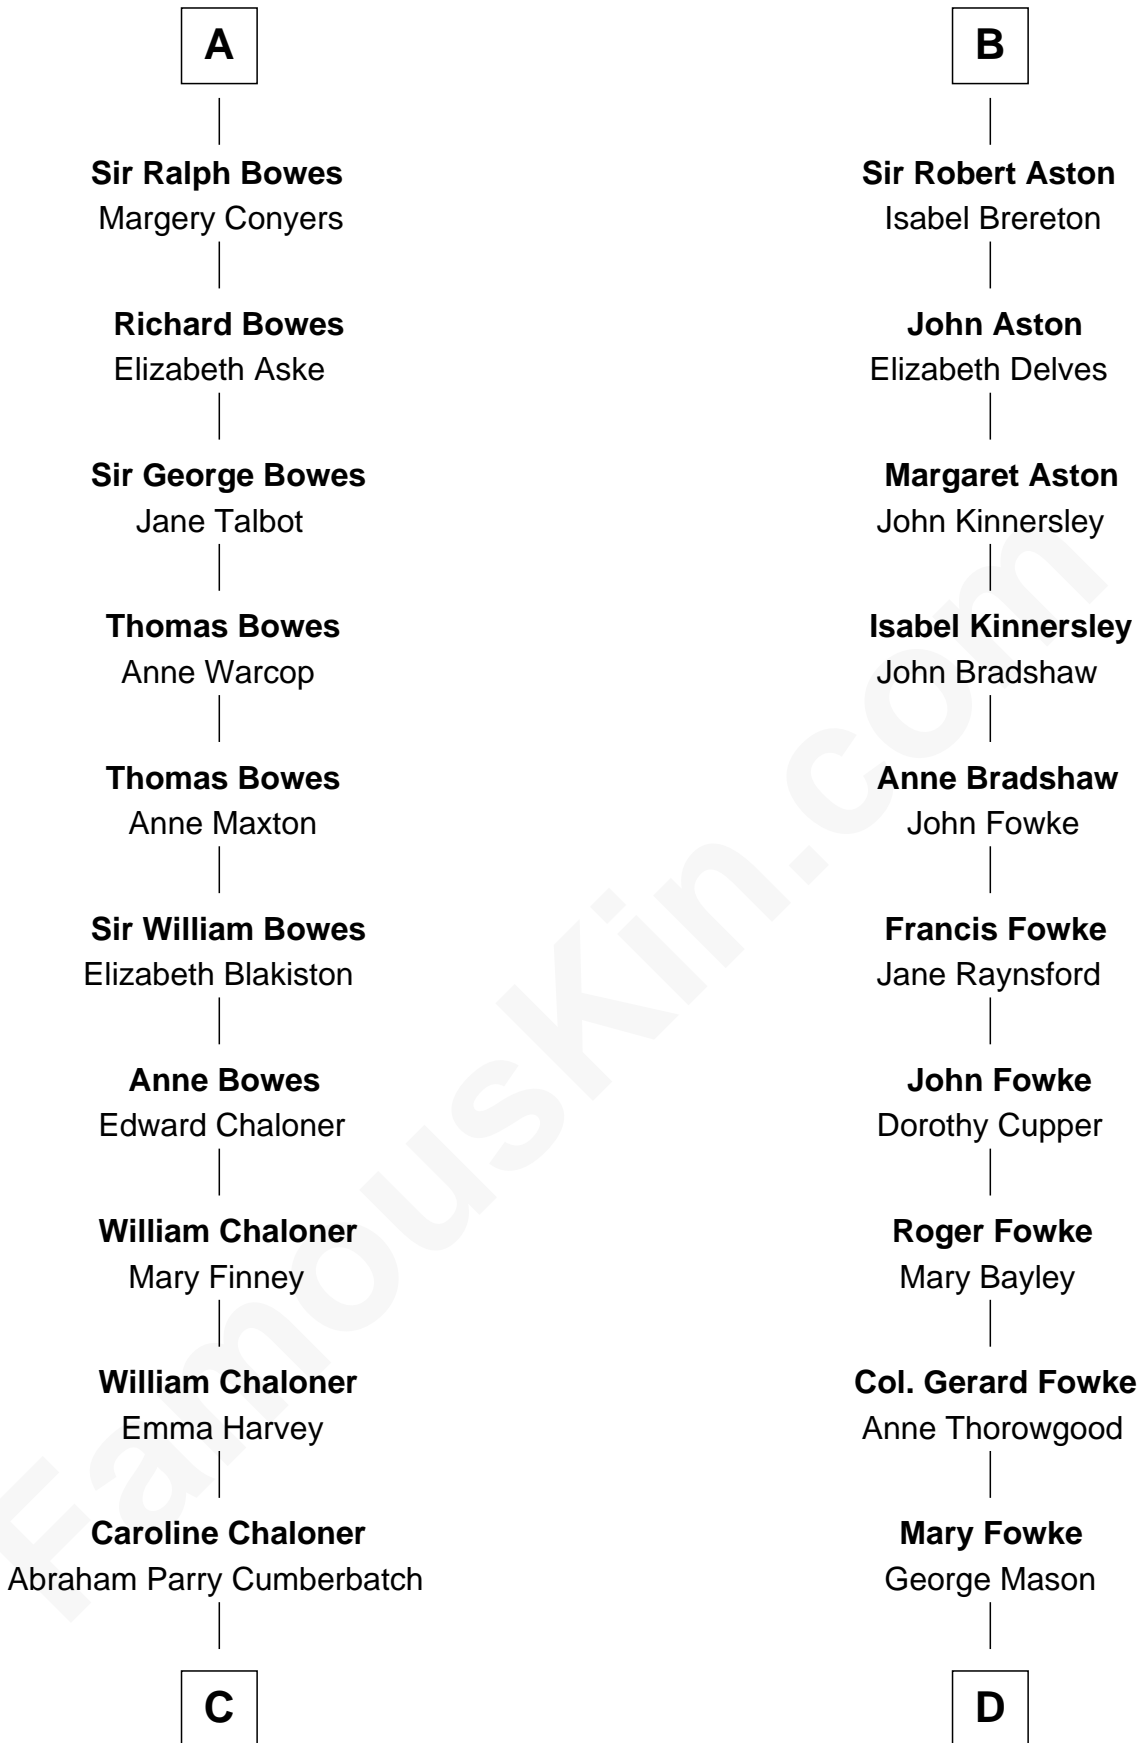 A
Sir Ralph Bowes
Margery Conyers
Richard Bowes
Elizabeth Aske
Sir George Bowes
Jane Talbot
Thomas Bowes
Anne Warcop
Thomas Bowes
Anne Maxton
Sir William Bowes
Elizabeth Blakiston
Anne Bowes
Edward Chaloner
William Chaloner
Mary Finney
William Chaloner
Emma Harvey
Caroline Chaloner
Abraham Parry Cumberbatch
C
B
Sir Robert Aston
Isabel Brereton
John Aston
Elizabeth Delves
Margaret Aston
John Kinnersley
Isabel Kinnersley
John Bradshaw
Anne Bradshaw
John Fowke
Francis Fowke
Jane Raynsford
John Fowke
Dorothy Cupper
Roger Fowke
Mary Bayley
Col. Gerard Fowke
Anne Thorowgood
Mary Fowke
George Mason
D
FamousKin.com